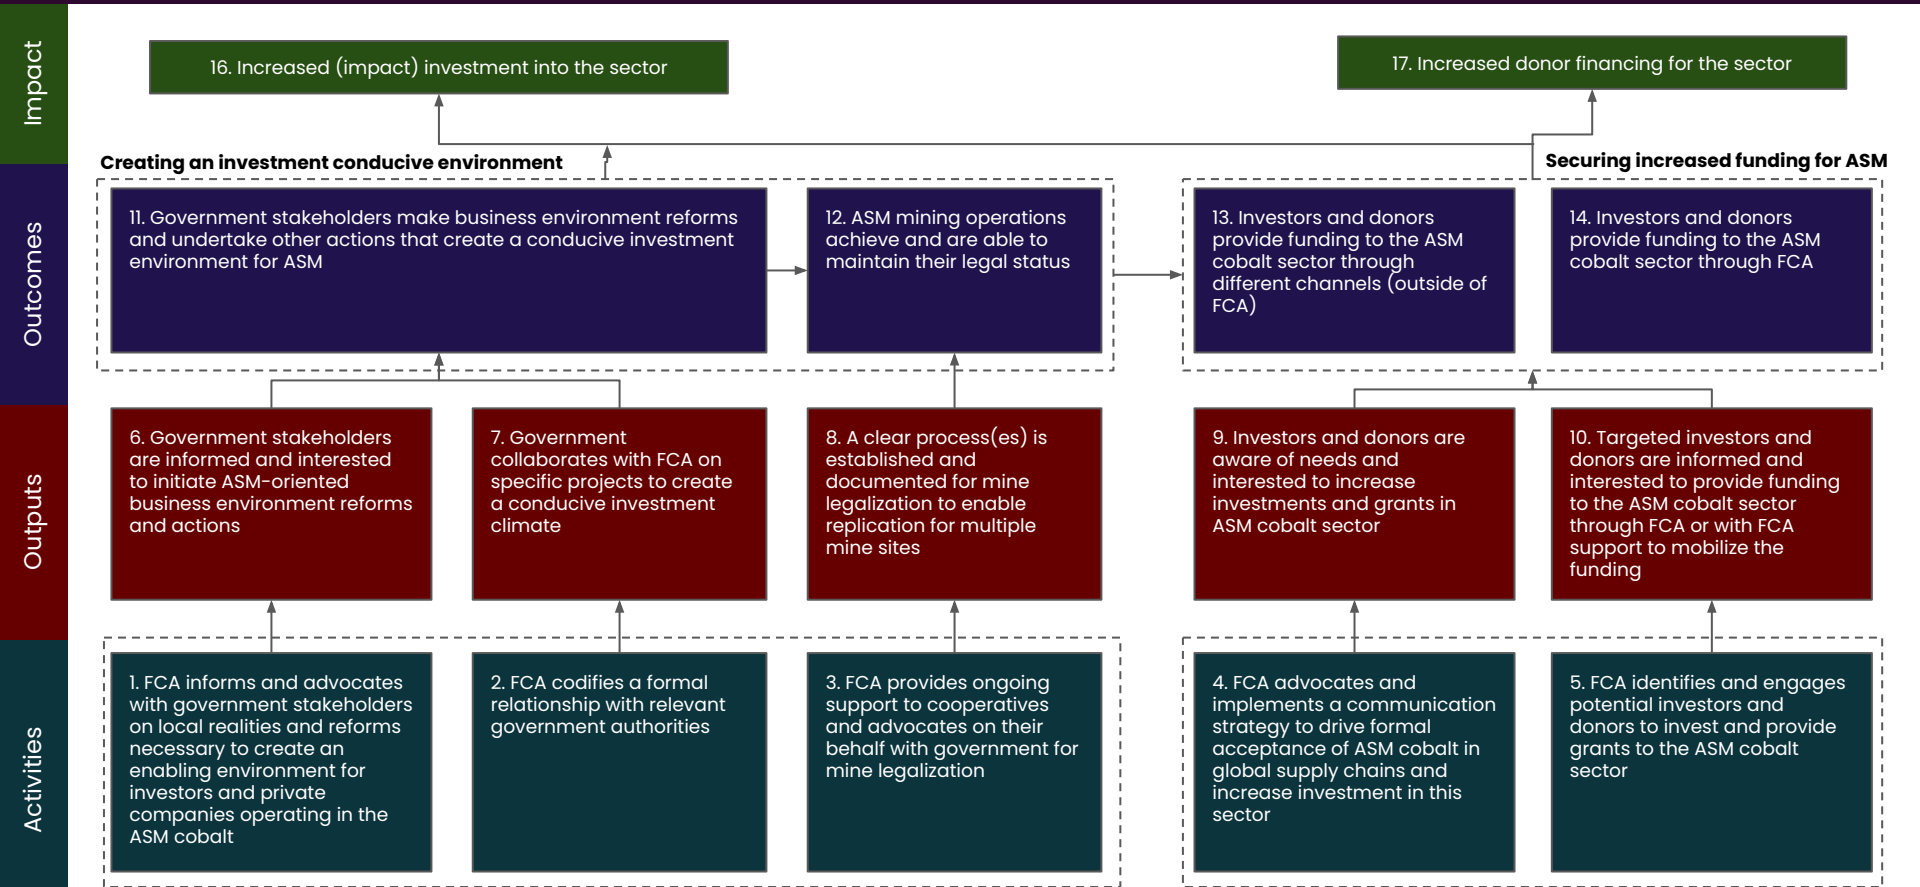 Impact
16. Increased (impact) investment into the sector
17. Increased donor financing for the sector
Creating an investment conducive environment
Securing increased funding for ASM
Outcomes
11. Government stakeholders make business environment reforms
and undertake other actions that create a conducive investment
environment for ASM
12. ASM mining operations
achieve and are able to
maintain their legal status
13. Investors and donors
provide funding to the ASM
cobalt sector through
different channels (outside of
FCA)
14. Investors and donors
provide funding to the ASM
cobalt sector through FCA
Outputs
6. Government stakeholders
are informed and interested
to initiate ASM-oriented
business environment reforms
and actions
7. Government
collaborates with FCA on
specific projects to create
a conducive investment
climate
8. A clear process(es) is
established and
documented for mine
legalization to enable
replication for multiple
mine sites
9. Investors and donors are
aware of needs and
interested to increase
investments and grants in
ASM cobalt sector
10. Targeted investors and
donors are informed and
interested to provide funding
to the ASM cobalt sector
through FCA or with FCA
support to mobilize the
funding
Activities
1. FCA informs and advocates
with government stakeholders
on local realities and reforms
necessary to create an
enabling environment for
investors and private
companies operating in the
ASM cobalt
2. FCA codifies a formal
relationship with relevant
government authorities
3. FCA provides ongoing
support to cooperatives
and advocates on their
behalf with government for
mine legalization
4. FCA advocates and
implements a communication
strategy to drive formal
acceptance of ASM cobalt in
global supply chains and
increase investment in this
sector
5. FCA identifies and engages
potential investors and
donors to invest and provide
grants to the ASM cobalt
sector